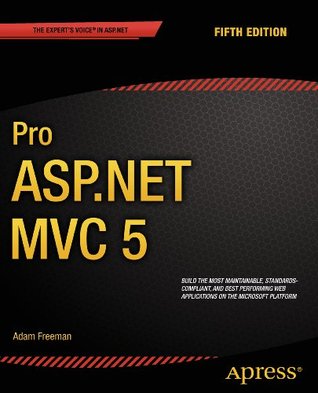 THE EXPERT'S VOICE® IN ASP.NET
FIFTH EDITION
Pro
ASP.NET
MVC 5
BUILD THE MOST MAINTAINABLE, STANDARDS-
COMPLIANT, AND BEST PERFORMING WEB
APPLICATIONS ON THE MICROSOFT PLATFORM
Adam Freeman
Apress®